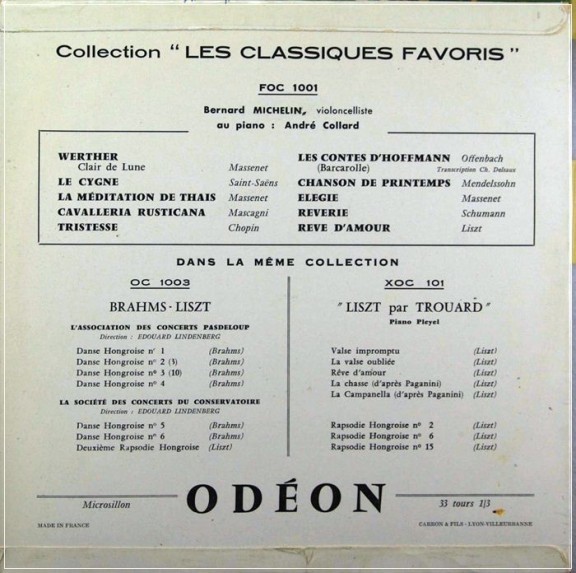 Collection “LES CLASSIQUES FAVORIS”
FOC 1001
Bernard MICHELIN, violoncelliste
au piano : André Collard
WERTHER
Clair de Lune Massenet
LE CYGNE Saint-Saëns
LA MÉDITATION DE THAIS Massenet
CAVALLERIA RUSTICANA Mascagni
TRISTESSE Chopin
LES CONTES D'HOFFMANN Offenbach
(Barcarolle) Transcription Ch. Dalsaux
CHANSON DE PRINTEMPS Mendelssohn
ELEGIE Massenet
REVERIE Schumann
REVE D'AMOUR Liszt
DANS LA MÊME COLLECTION
OC 1003
BRAHMS - LISZT
L'ASSOCIATION DES CONCERTS PASDELOUP
Direction : EDOUARD LINDENBERG
Danse Hongroise n° 1 (Brahms)
Danse Hongroise n° 2 (3) (Brahms)
Danse Hongroise n° 3 (10) (Brahms)
Danse Hongroise n° 4 (Brahms)
LA SOCIÉTÉ DES CONCERTS DU CONSERVATOIRE
Direction : EDOUARD LINDENBERG
Danse Hongroise n° 5 (Brahms)
Danse Hongroise n° 6 (Brahms)
Deuxième Rapsodie Hongroise (Liszt)
XOC 101
" LISZT par TROUARD "
Piano Pleyel
Valse impromptu (Liszt)
La valse oubliée (Liszt)
Rêve d'amour (Liszt)
La chasse (d'après Paganini) (Liszt)
La Campanella (d'après Paganini) (Liszt)
Rapsodie Hongroise n° 2 (Liszt)
Rapsodie Hongroise n° 6 (Liszt)
Rapsodie Hongroise n° 15 (Liszt)
Microsillon ODÉON 33 tours 1/3
MADE IN FRANCE
CARRON & FILS - LYON-VILLEURBANNE